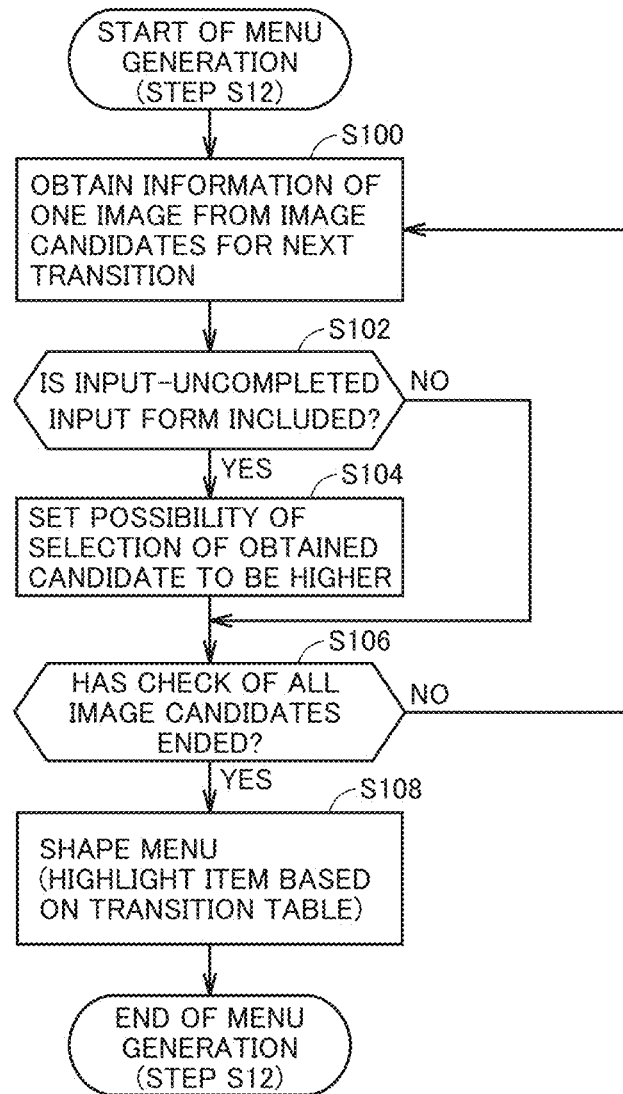 START OF MENU
GENERATION
(STEP S12)
S100
OBTAIN INFORMATION OF
ONE IMAGE FROM IMAGE
CANDIDATES FOR NEXT
TRANSITION
S102
IS INPUT-UNCOMPLETED
INPUT FORM INCLUDED?
NO
YES
S104
SET POSSIBILITY OF
SELECTION OF OBTAINED
CANDIDATE TO BE HIGHER
S106
HAS CHECK OF ALL
IMAGE CANDIDATES
ENDED?
NO
YES
S108
SHAPE MENU
(HIGHLIGHT ITEM BASED
ON TRANSITION TABLE)
END OF MENU
GENERATION
(STEP S12)